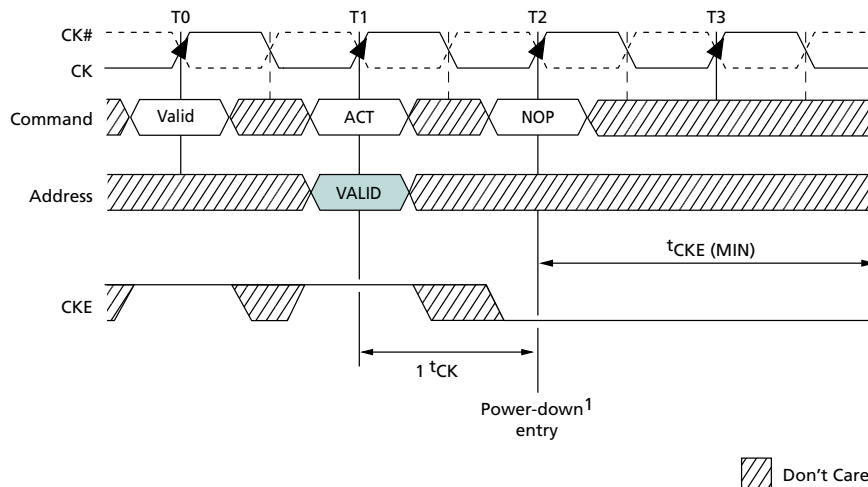 T0 T1 T2 T3
CK#
CK
Command Valid ACT NOP
Address VALID
tCKE (MIN)
CKE
1 tCK
Power-down1
entry
Don't Care